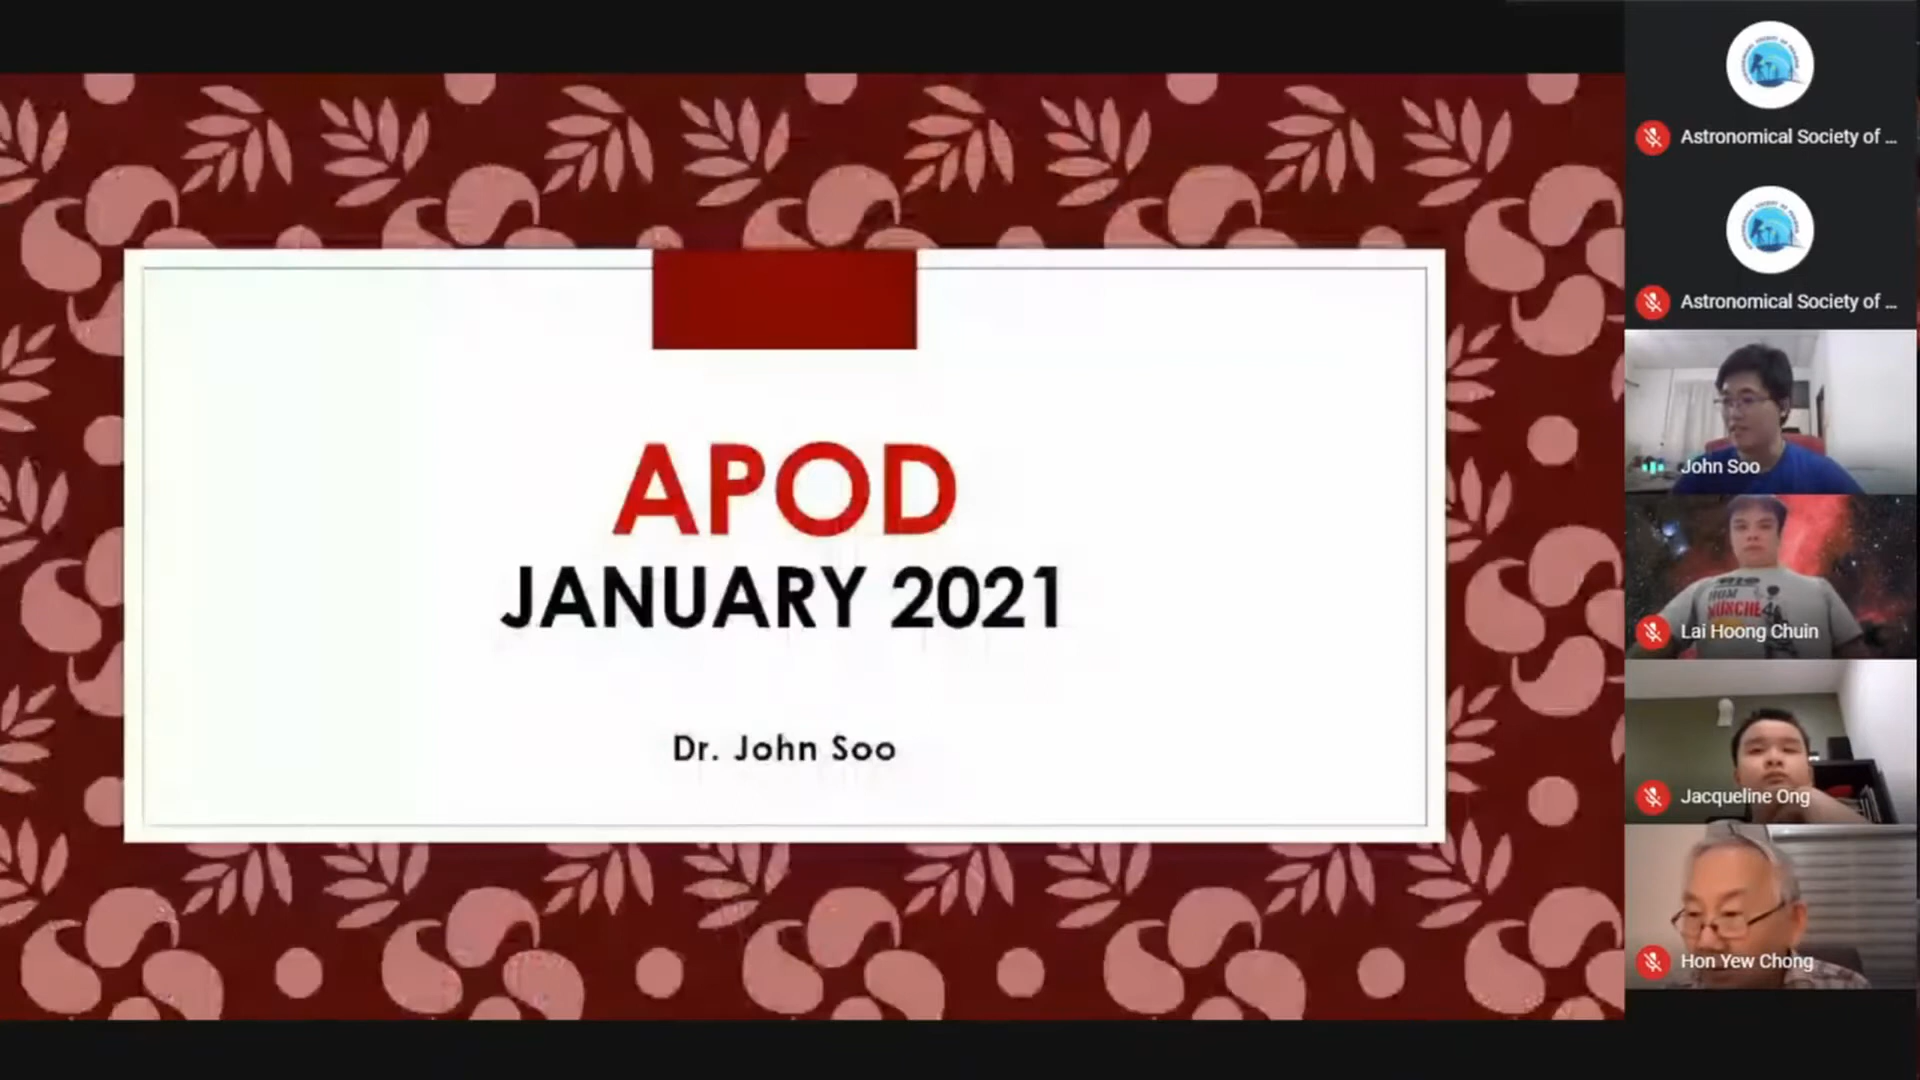 APOD
JANUARY 2021
Dr. John Soo
Astronomical Society of ...
Astronomical Society of ...
John Soo
Lai Hoong Chuin
MÜNCHE
Jacqueline Ong
Hon Yew Chong